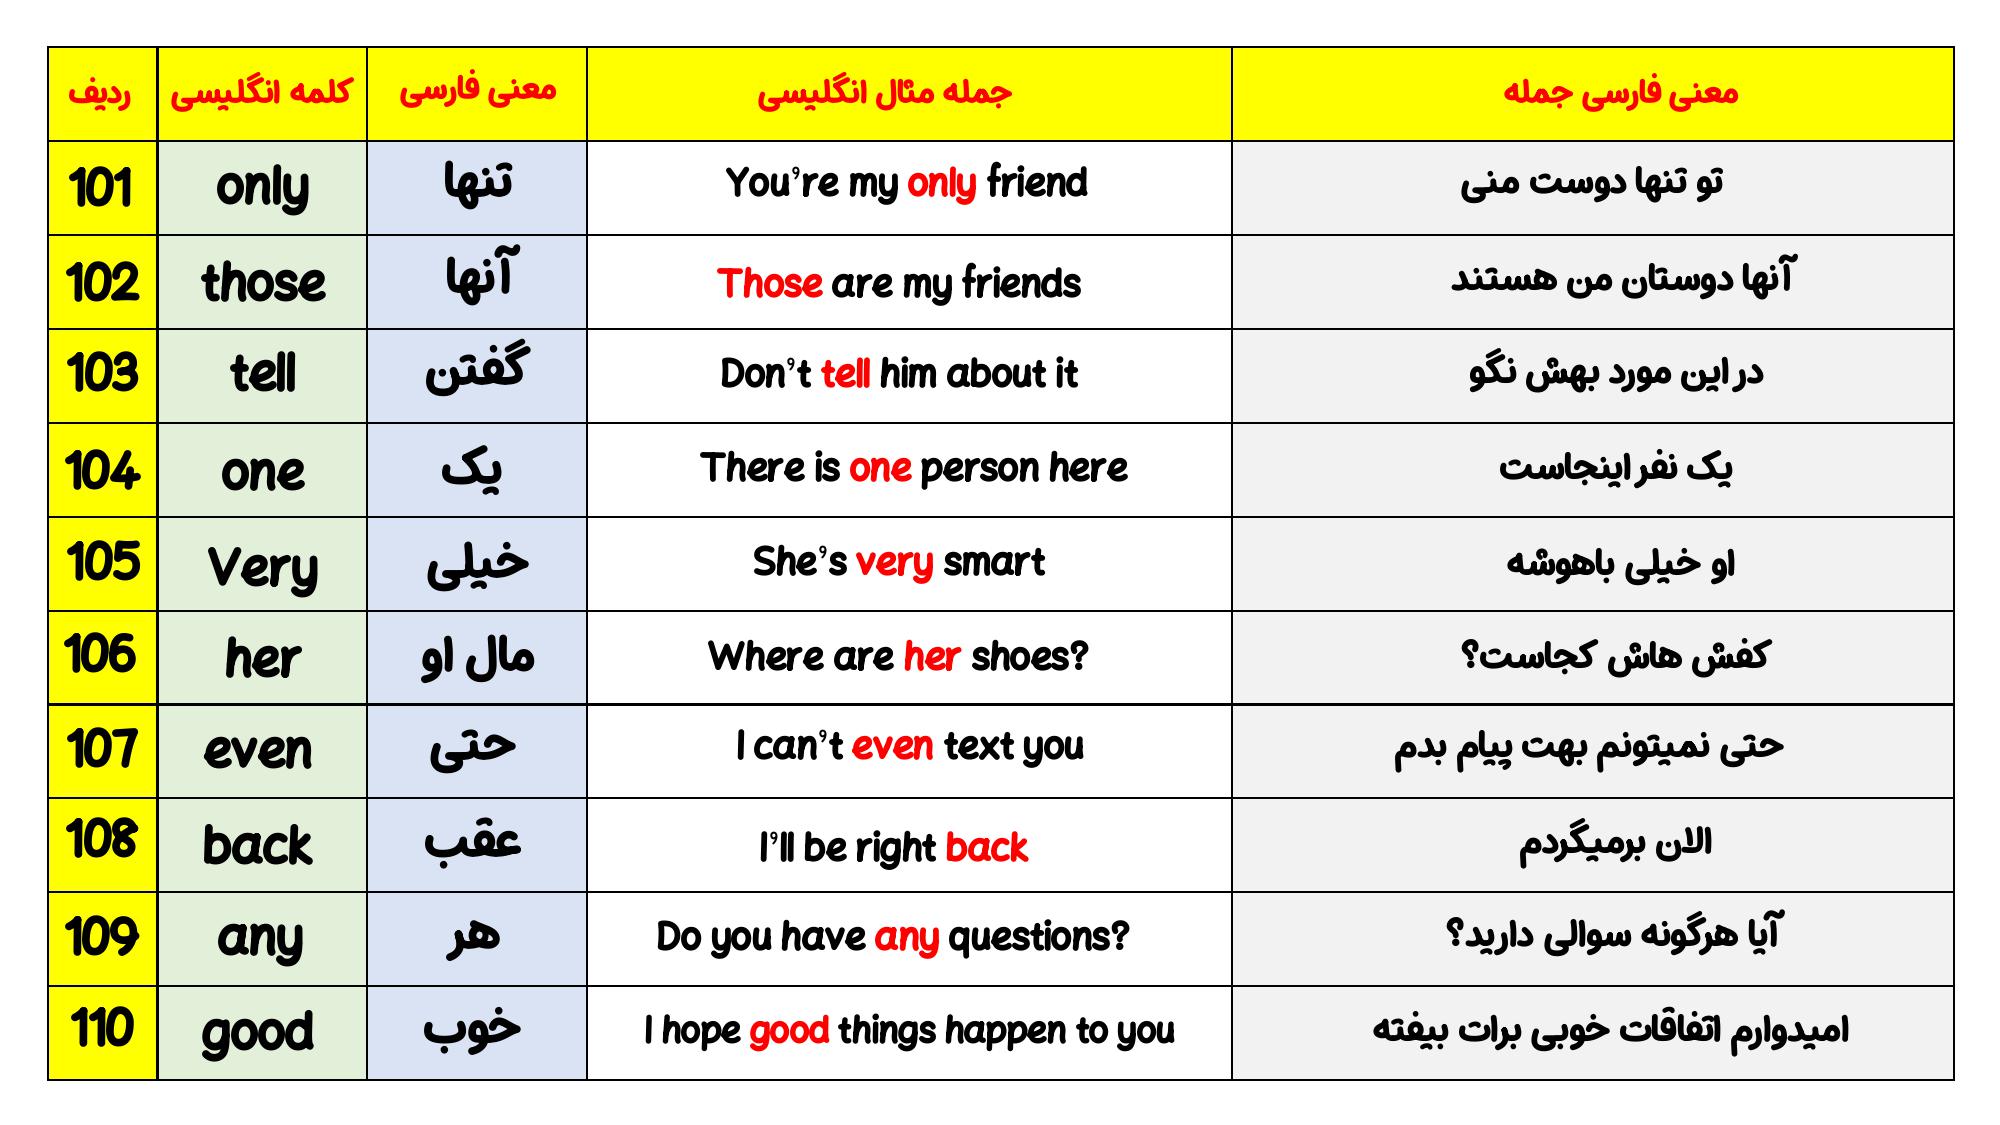 ردیف کلمه انگلیسی معنی فارسی جمله مثال انگلیسی معنی فارسی جمله
101 only تنها You're my only friend تو تنها دوست منی
102 those آنها Those are my friends آنها دوستان من هستند
103 tell گفتن Don't tell him about it در این مورد بهش نگو
104 one یک There is one person here یک نفر اینجاست
105 Very خیلی She's very smart او خیلی باهوشه
106 her مال او Where are her shoes? کفش هاش کجاست؟
107 even حتی I can't even text you حتی نمیتونم بهت پیام بدم
108 back عقب I'll be right back الان برمیگردم
109 any هر Do you have any questions? آیا هرگونه سوالی دارید؟
110 good خوب I hope good things happen to you امیدوارم اتفاقات خوبی برات بیفته